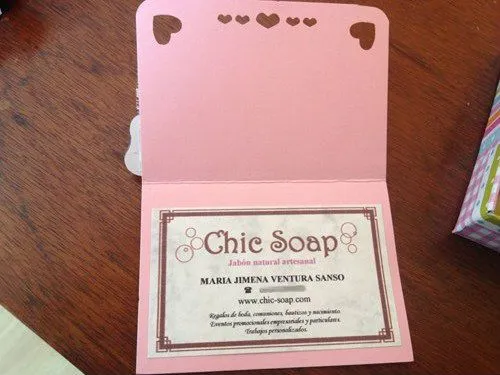 Chic Soap
Jabón natural artesanal
MARIA JIMENA VENTURA SANSO
☎
www.chic-soap.com
Regalos de boda, comuniones, bautizos y nacimiento.
Eventos promocionales empresariales y particulares.
Trabajos personalizados.